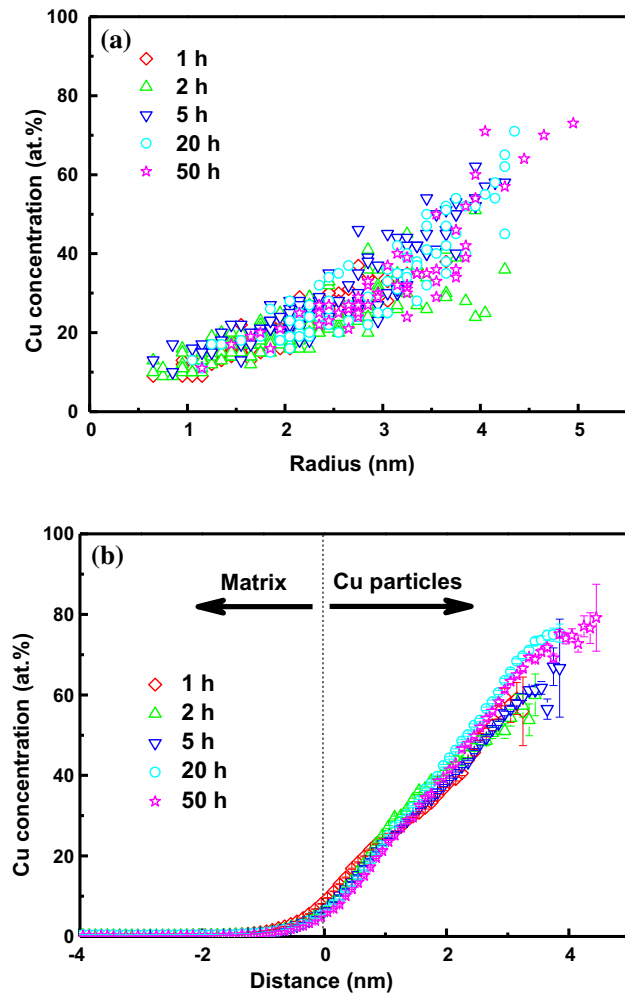 (a)
1 h
2 h
5 h
20 h
50 h
100
80
60
40
20
0
Cu concentration (at.%)
0 1 2 3 4 5
Radius (nm)
(b)
Matrix Cu particles
1 h
2 h
5 h
20 h
50 h
100
80
60
40
20
0
Cu concentration (at.%)
-4 -2 0 2 4
Distance (nm)